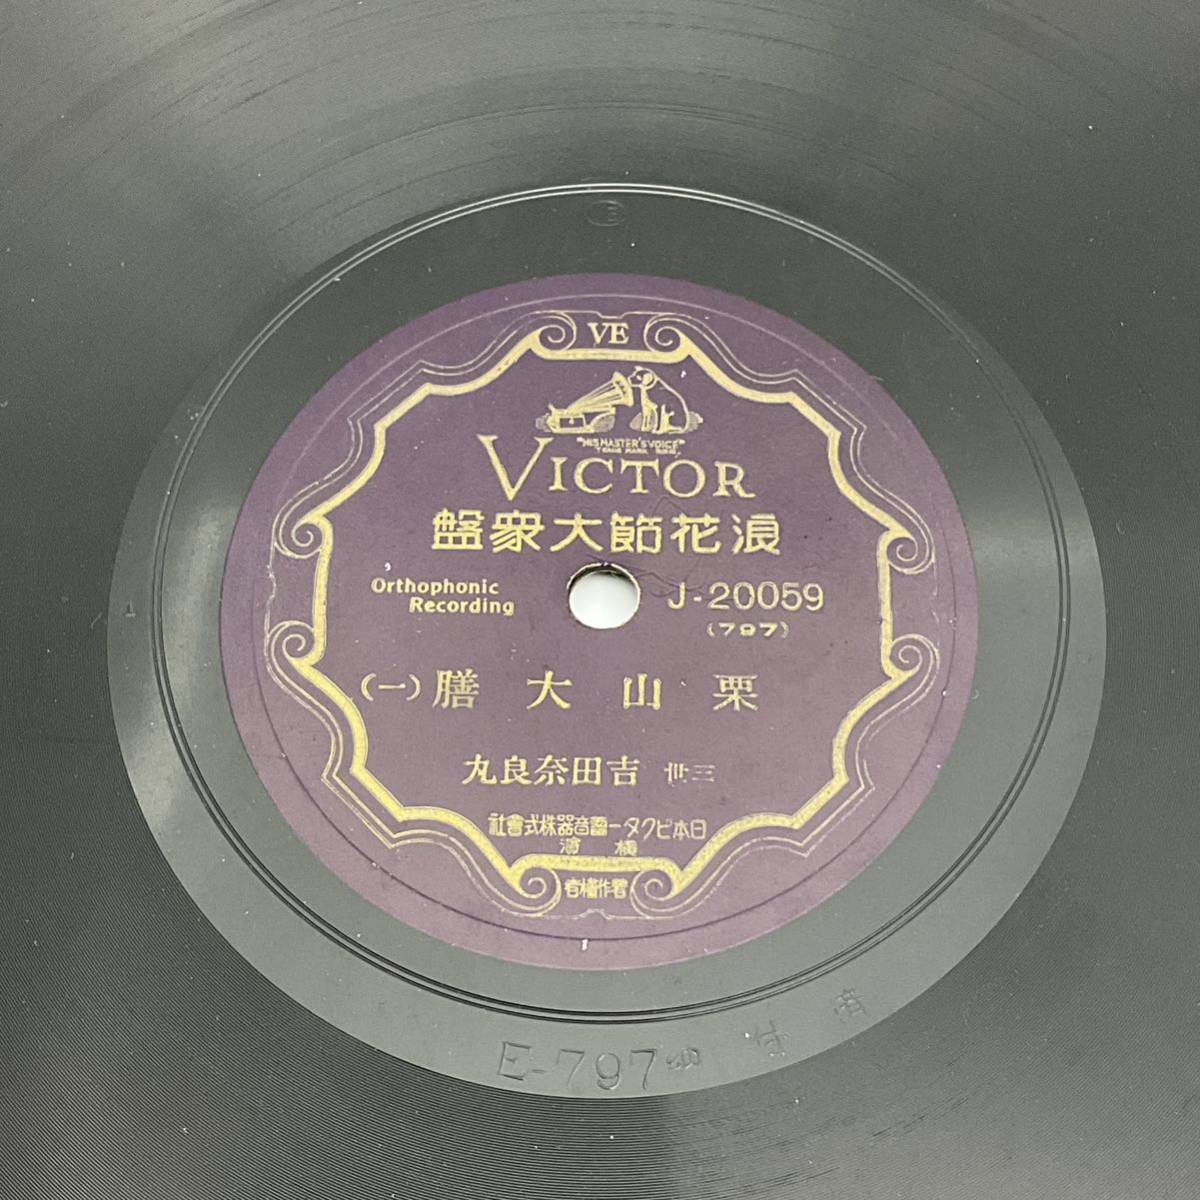 VE
"HIS MASTER'S VOICE"
VICTOR
浪花節大衆盤
Orthophonic Recording
J-20059
(797)
栗山大膳(一)
三世 吉田奈良丸
日本ビクター蓄音器株式會社
横濱
著作權者
E-797